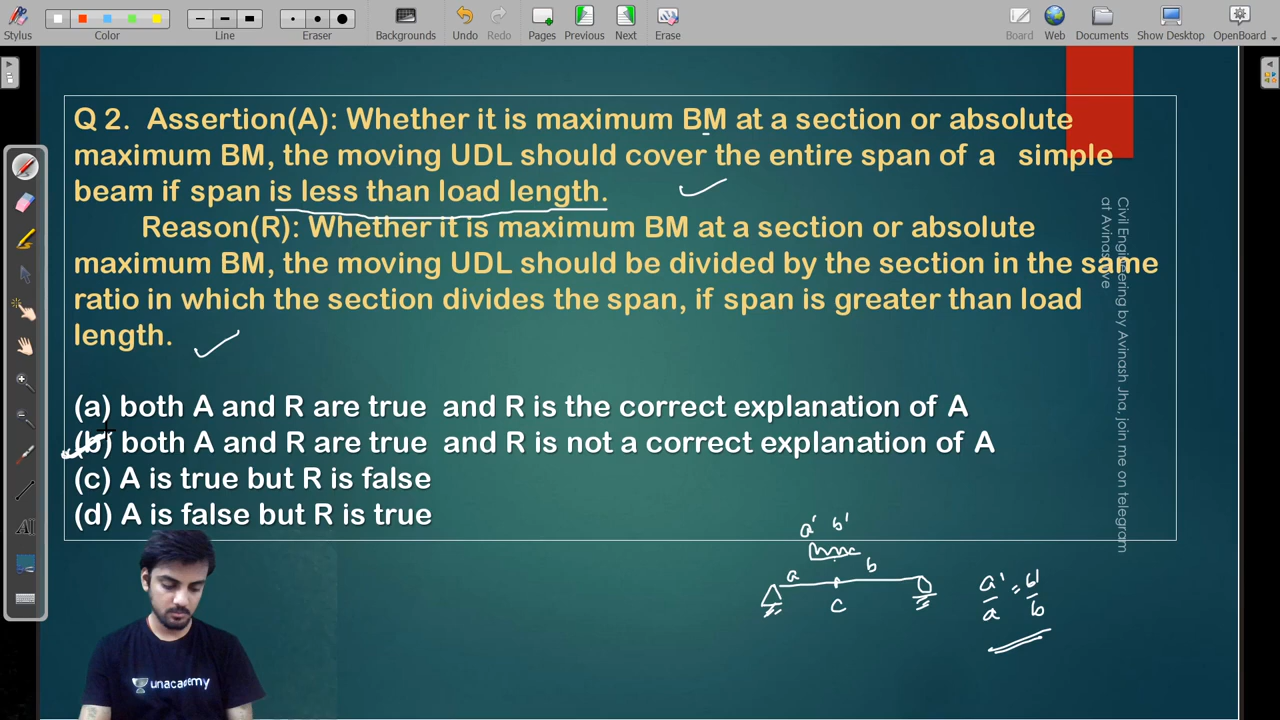 Stylus
Color
Line
Eraser
Backgrounds
Undo
Redo
Pages
Previous
Next
Erase
Board
Web
Documents
Show Desktop
OpenBoard
Q 2. Assertion(A): Whether it is maximum BM at a section or absolute
maximum BM, the moving UDL should cover the entire span of a simple
beam if span is less than load length.
Reason(R): Whether it is maximum BM at a section or absolute
maximum BM, the moving UDL should be divided by the section in the same
ratio in which the section divides the span, if span is greater than load
length.
(a) both A and R are true and R is the correct explanation of A
(b) both A and R are true and R is not a correct explanation of A
(c) A is true but R is false
(d) A is false but R is true
Civil Engineering by Avinash Jha, join me on telegram
at Avinashive
a' b'
a b
C
a'/a = b'/b
unacademy